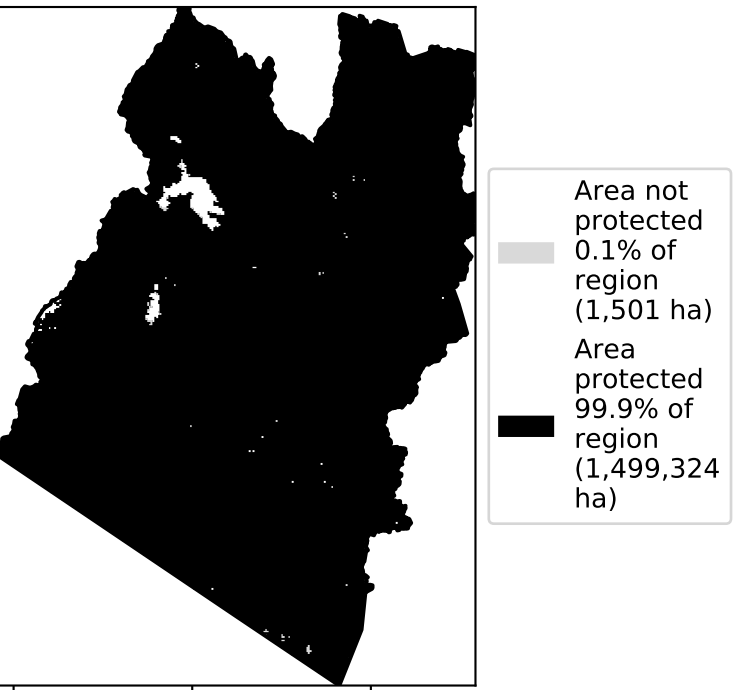 Area not
protected
0.1% of
region
(1,501 ha)
Area
protected
99.9% of
region
(1,499,324
ha)